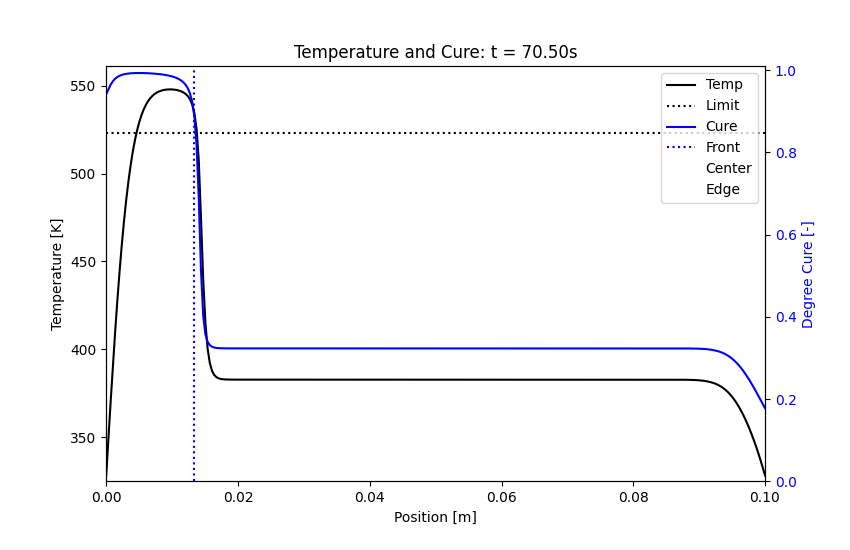 Temperature and Cure: t = 70.50s
550
500
450
400
350
Temperature [K]
1.0
0.8
0.6
0.4
0.2
0.0
Degree Cure [-]
Temp
Limit
Cure
Front
Center
Edge
0.00 0.02 0.04 0.06 0.08 0.10
Position [m]